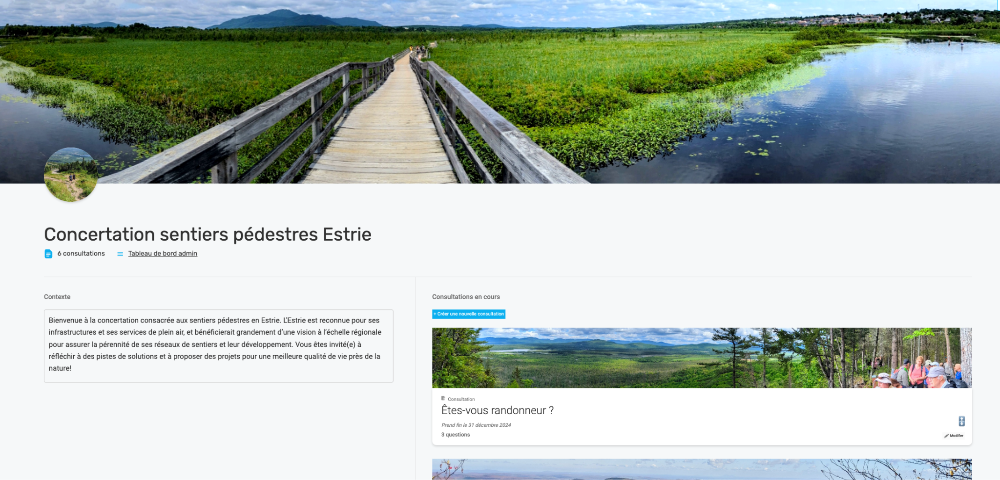 Concertation sentiers pédestres Estrie
6 consultations Tableau de bord admin
Contexte
Bienvenue à la concertation consacrée aux sentiers pédestres en Estrie. L'Estrie est reconnue pour ses
infrastructures et ses services de plein air, et bénéficierait grandement d’une vision à l’échelle régionale
pour assurer la pérennité de ses réseaux de sentiers et leur développement. Vous êtes invité(e) à
réfléchir à des pistes de solutions et à proposer des projets pour une meilleure qualité de vie près de la
nature!
Consultations en cours
+ Créer une nouvelle consultation
Consultation
Êtes-vous randonneur ?
Prend fin le 31 décembre 2024
3 questions
Modifier